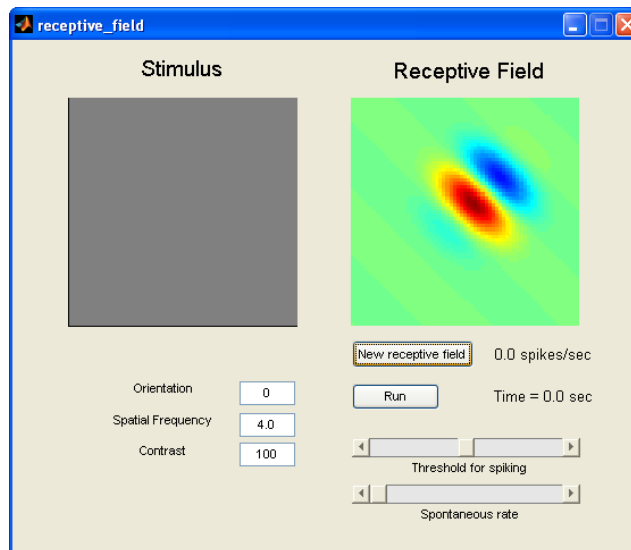 receptive_field
Stimulus
Receptive Field
New receptive field
0.0 spikes/sec
Orientation
0
Run
Time = 0.0 sec
Spatial Frequency
4.0
Contrast
100
Threshold for spiking
Spontaneous rate